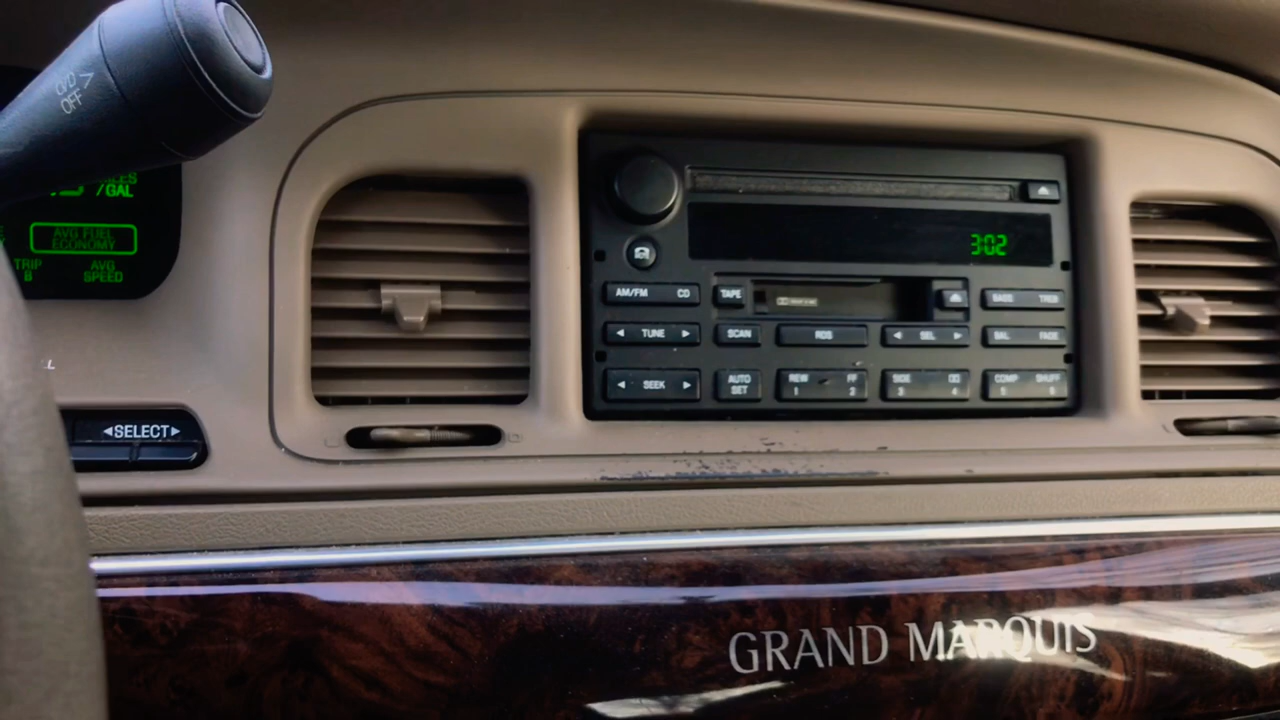 O/D
OFF
/GAL
AVG FUEL
ECONOMY
TRIP
B
AVG
SPEED
◄SELECT►
3:02
AM/FM CD
TAPE
BASS TREB
◄ TUNE ►
SCAN
RDS
◄ SEL ►
BAL FADE
◄ SEEK ►
AUTO
SET
REW FF
1 2
SIDE
3 4
COMP SHUFF
5 6
GRAND MARQUIS